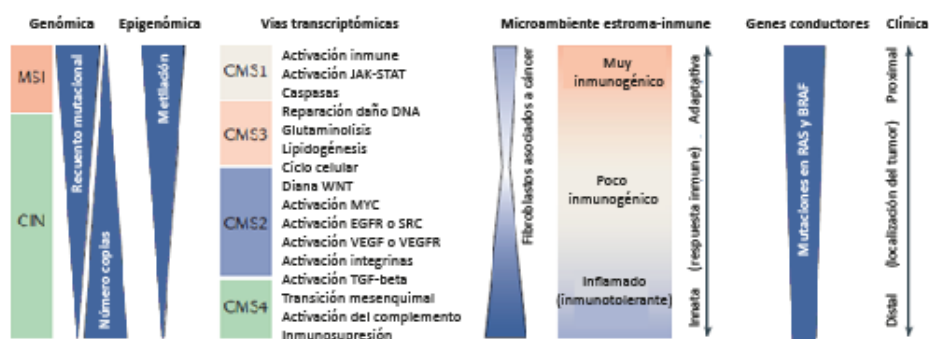 Genómica
Epigenómica
Vias transcriptómicas
Microambiente estroma-inmune
Genes conductores
Clínica
MSI
CIN
Recuento mutacional
Número copias
Metilación
CMS1
CMS3
CMS2
CMS4
Activación inmune
Activación JAK-STAT
Caspasas
Reparación daño DNA
Glutaminolisis
Lipidogénesis
Ciclo celular
Diana WNT
Activación MYC
Activación EGFR o SRC
Activación VEGF o VEGFR
Activación integrinas
Activación TGF-beta
Transición mesenquimal
Activación del complemento
Inmunosupresión
Fibroblastos asociados a cáncer
Muy
inmunogénico
Poco
inmunogénico
Inflamado
(inmunotolerante)
Innata (respuesta inmune) Adaptativa
Mutaciones en RAS y BRAF
Distal (localización del tumor) Proximal